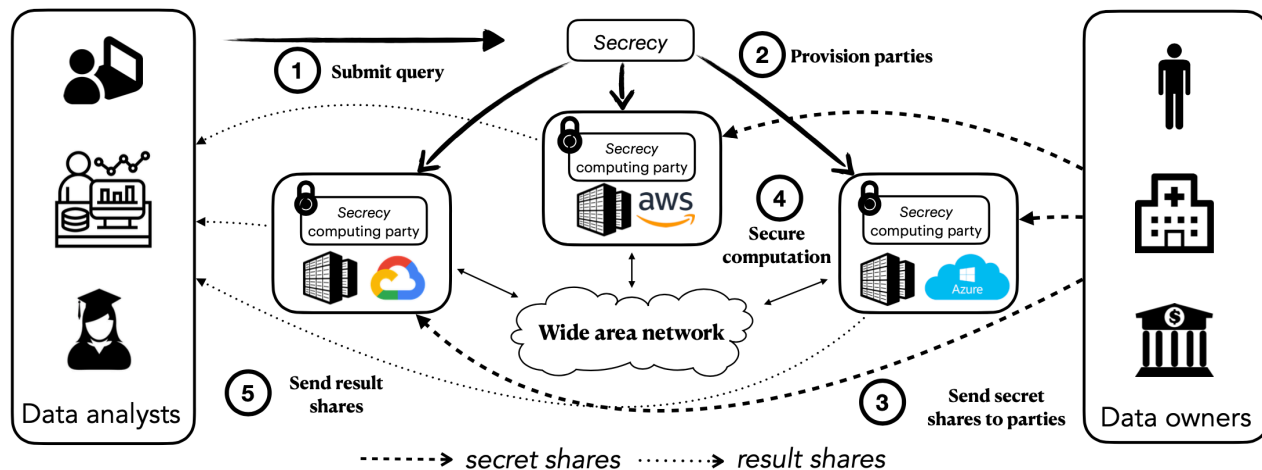 Secrecy
1
Submit query
2
Provision parties
Secrecy
computing party
aws
Secrecy
computing party
Secrecy
computing party
Azure
4
Secure
computation
Wide area network
5
Send result
shares
3
Send secret
shares to parties
$
Data analysts
Data owners
secret shares
result shares